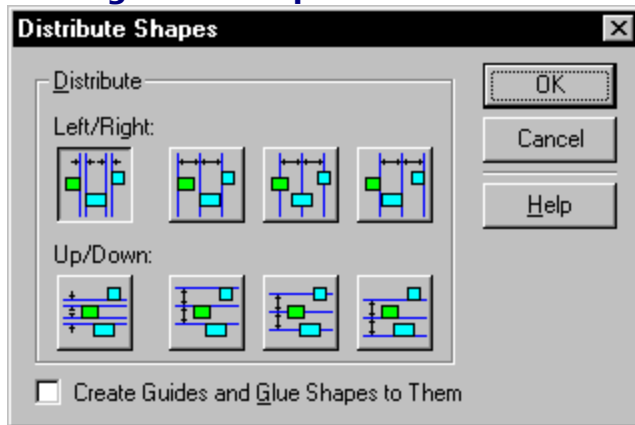 Distribute Shapes
Distribute
OK
Left/Right:
Cancel
Help
Up/Down:
Create Guides and Glue Shapes to Them